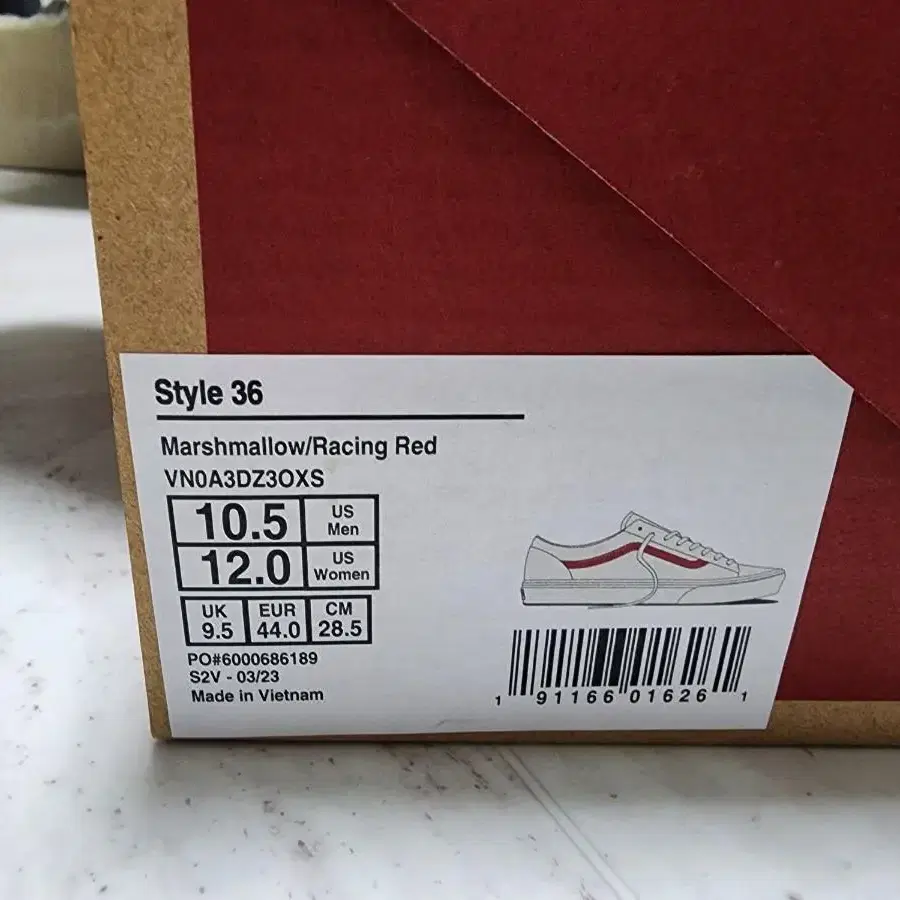 Style 36
Marshmallow/Racing Red
VN0A3DZ3OXS
10.5 US Men
12.0 US Women
UK EUR CM
9.5 44.0 28.5
PO#6000686189
S2V - 03/23
Made in Vietnam
1 91166 01626 1